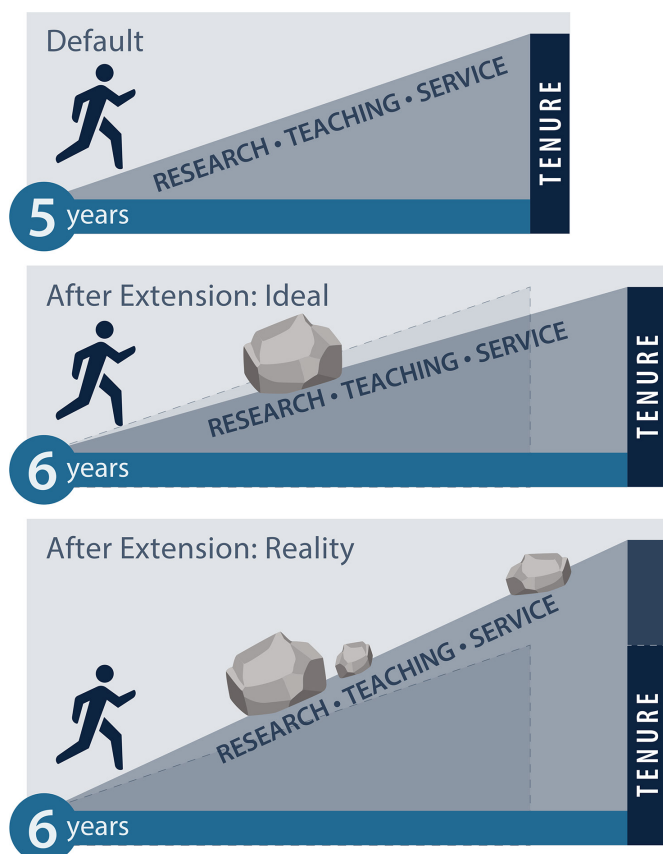 Default
RESEARCH • TEACHING • SERVICE
TENURE
5 years
After Extension: Ideal
RESEARCH • TEACHING • SERVICE
TENURE
6 years
After Extension: Reality
RESEARCH • TEACHING • SERVICE
TENURE
6 years